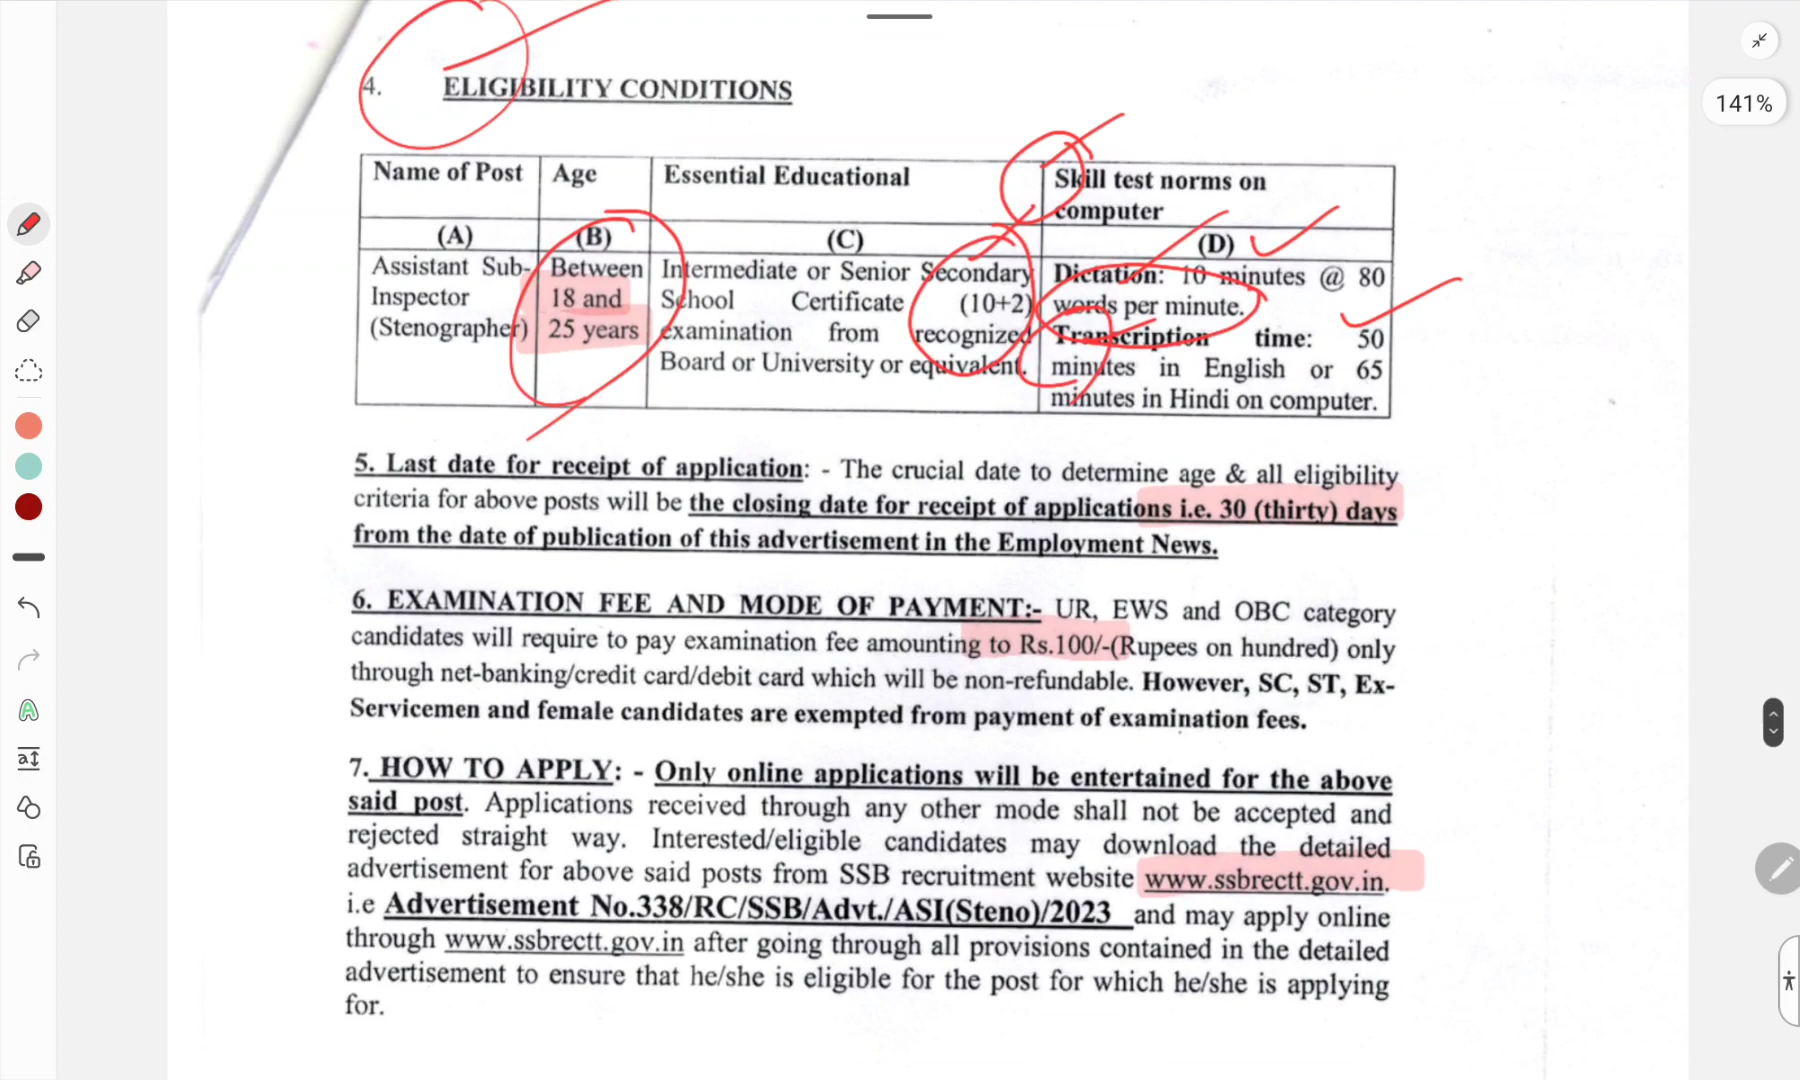 141%
4. ELIGIBILITY CONDITIONS
Name of Post Age Essential Educational Skill test norms on
computer
(A) (B) (C) (D)
Assistant Sub- Between Intermediate or Senior Secondary Dictation: 10 minutes @ 80
Inspector 18 and School Certificate (10+2) words per minute.
(Stenographer) 25 years examination from recognized Transcription time: 50
Board or University or equivalent. minutes in English or 65
minutes in Hindi on computer.
5. Last date for receipt of application: - The crucial date to determine age & all eligibility
criteria for above posts will be the closing date for receipt of applications i.e. 30 (thirty) days
from the date of publication of this advertisement in the Employment News.
6. EXAMINATION FEE AND MODE OF PAYMENT:- UR, EWS and OBC category
candidates will require to pay examination fee amounting to Rs.100/-(Rupees on hundred) only
through net-banking/credit card/debit card which will be non-refundable. However, SC, ST, Ex-
Servicemen and female candidates are exempted from payment of examination fees.
7. HOW TO APPLY: - Only online applications will be entertained for the above
said post. Applications received through any other mode shall not be accepted and
rejected straight way. Interested/eligible candidates may download the detailed
advertisement for above said posts from SSB recruitment website www.ssbrectt.gov.in.
i.e Advertisement No.338/RC/SSB/Advt./ASI(Steno)/2023 and may apply online
through www.ssbrectt.gov.in after going through all provisions contained in the detailed
advertisement to ensure that he/she is eligible for the post for which he/she is applying
for.